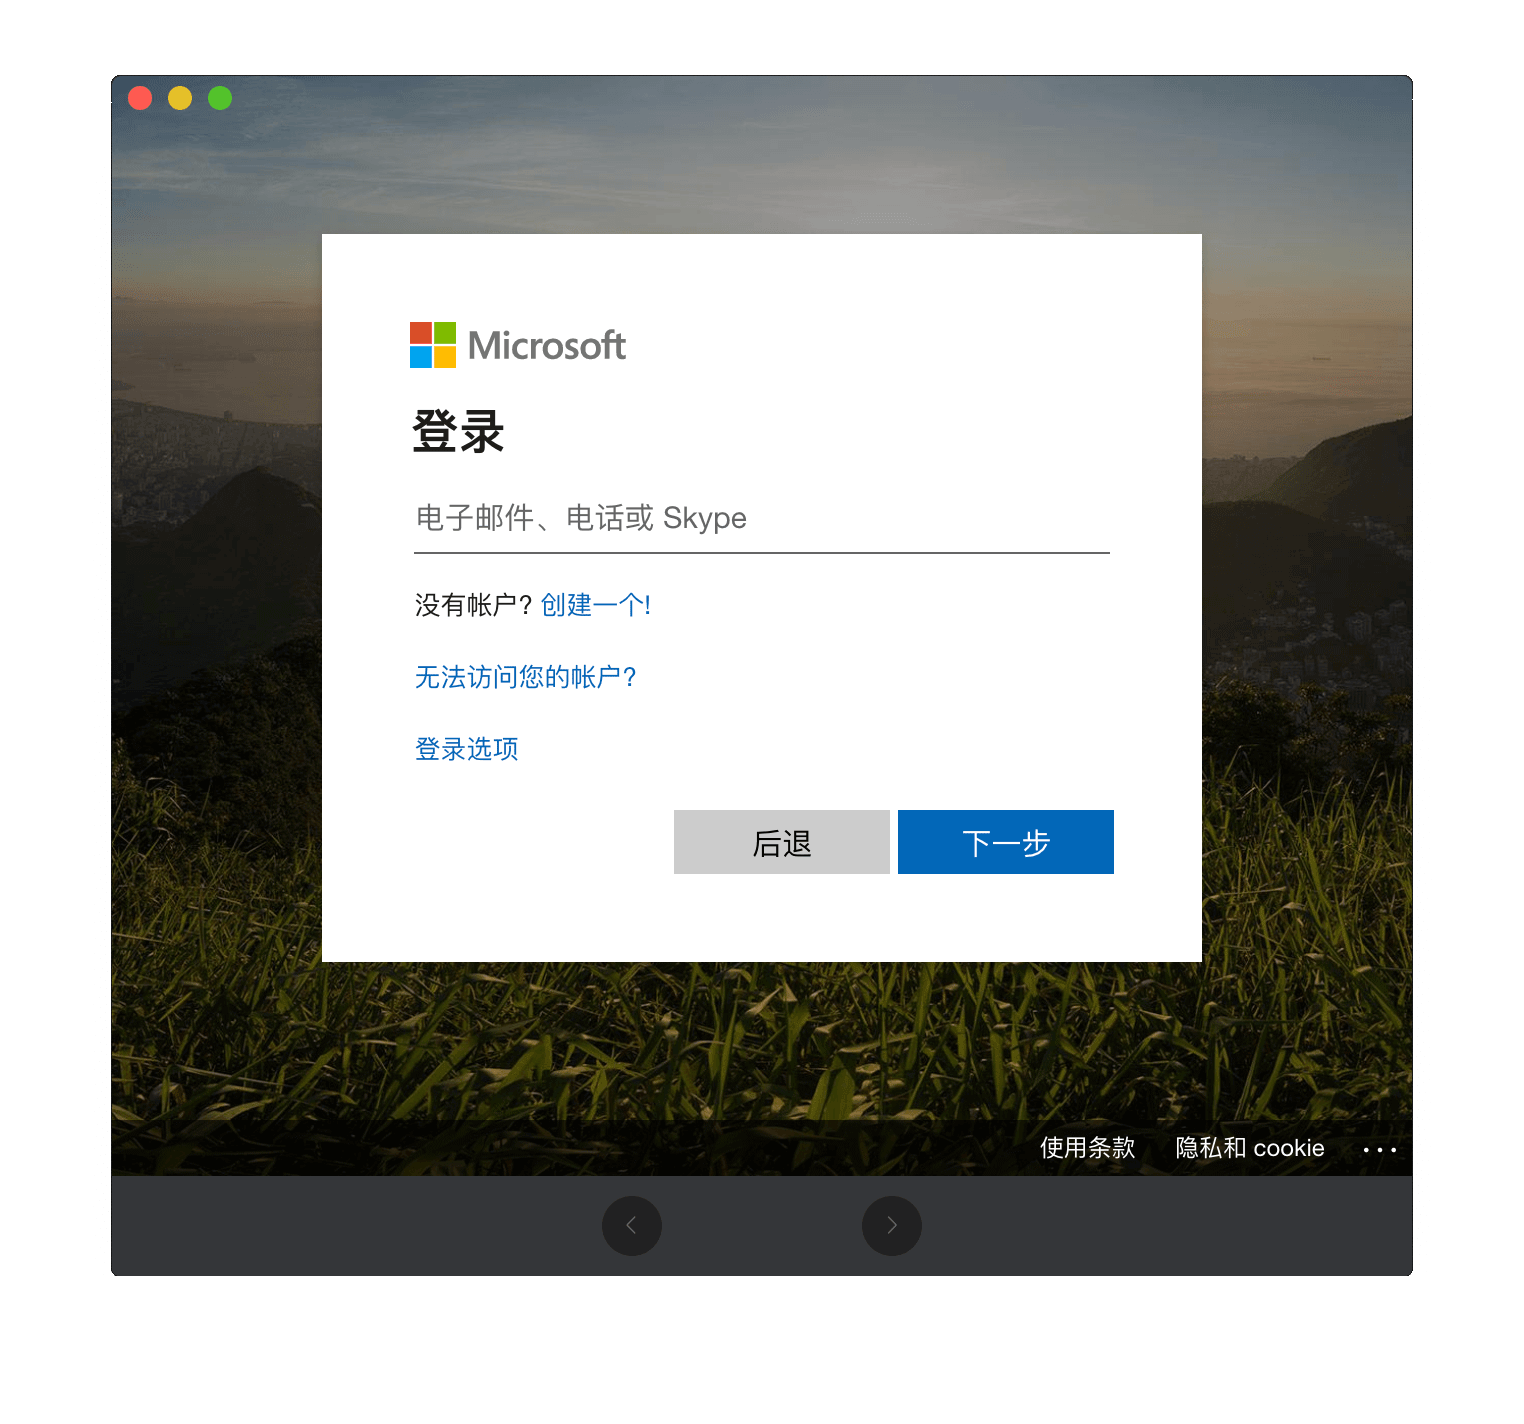 Microsoft
登录
电子邮件、电话或 Skype
没有帐户? 创建一个!
无法访问您的帐户?
登录选项
后退 下一步
使用条款 隐私和 cookie ...